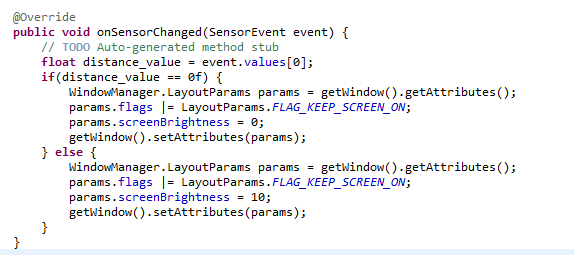 @Override
public void onSensorChanged(SensorEvent event) {
    // TODO Auto-generated method stub
    float distance_value = event.values[0];
    if(distance_value == 0f) {
        WindowManager.LayoutParams params = getWindow().getAttributes();
        params.flags |= LayoutParams.FLAG_KEEP_SCREEN_ON;
        params.screenBrightness = 0;
        getWindow().setAttributes(params);
    } else {
        WindowManager.LayoutParams params = getWindow().getAttributes();
        params.flags |= LayoutParams.FLAG_KEEP_SCREEN_ON;
        params.screenBrightness = 10;
        getWindow().setAttributes(params);
    }
}